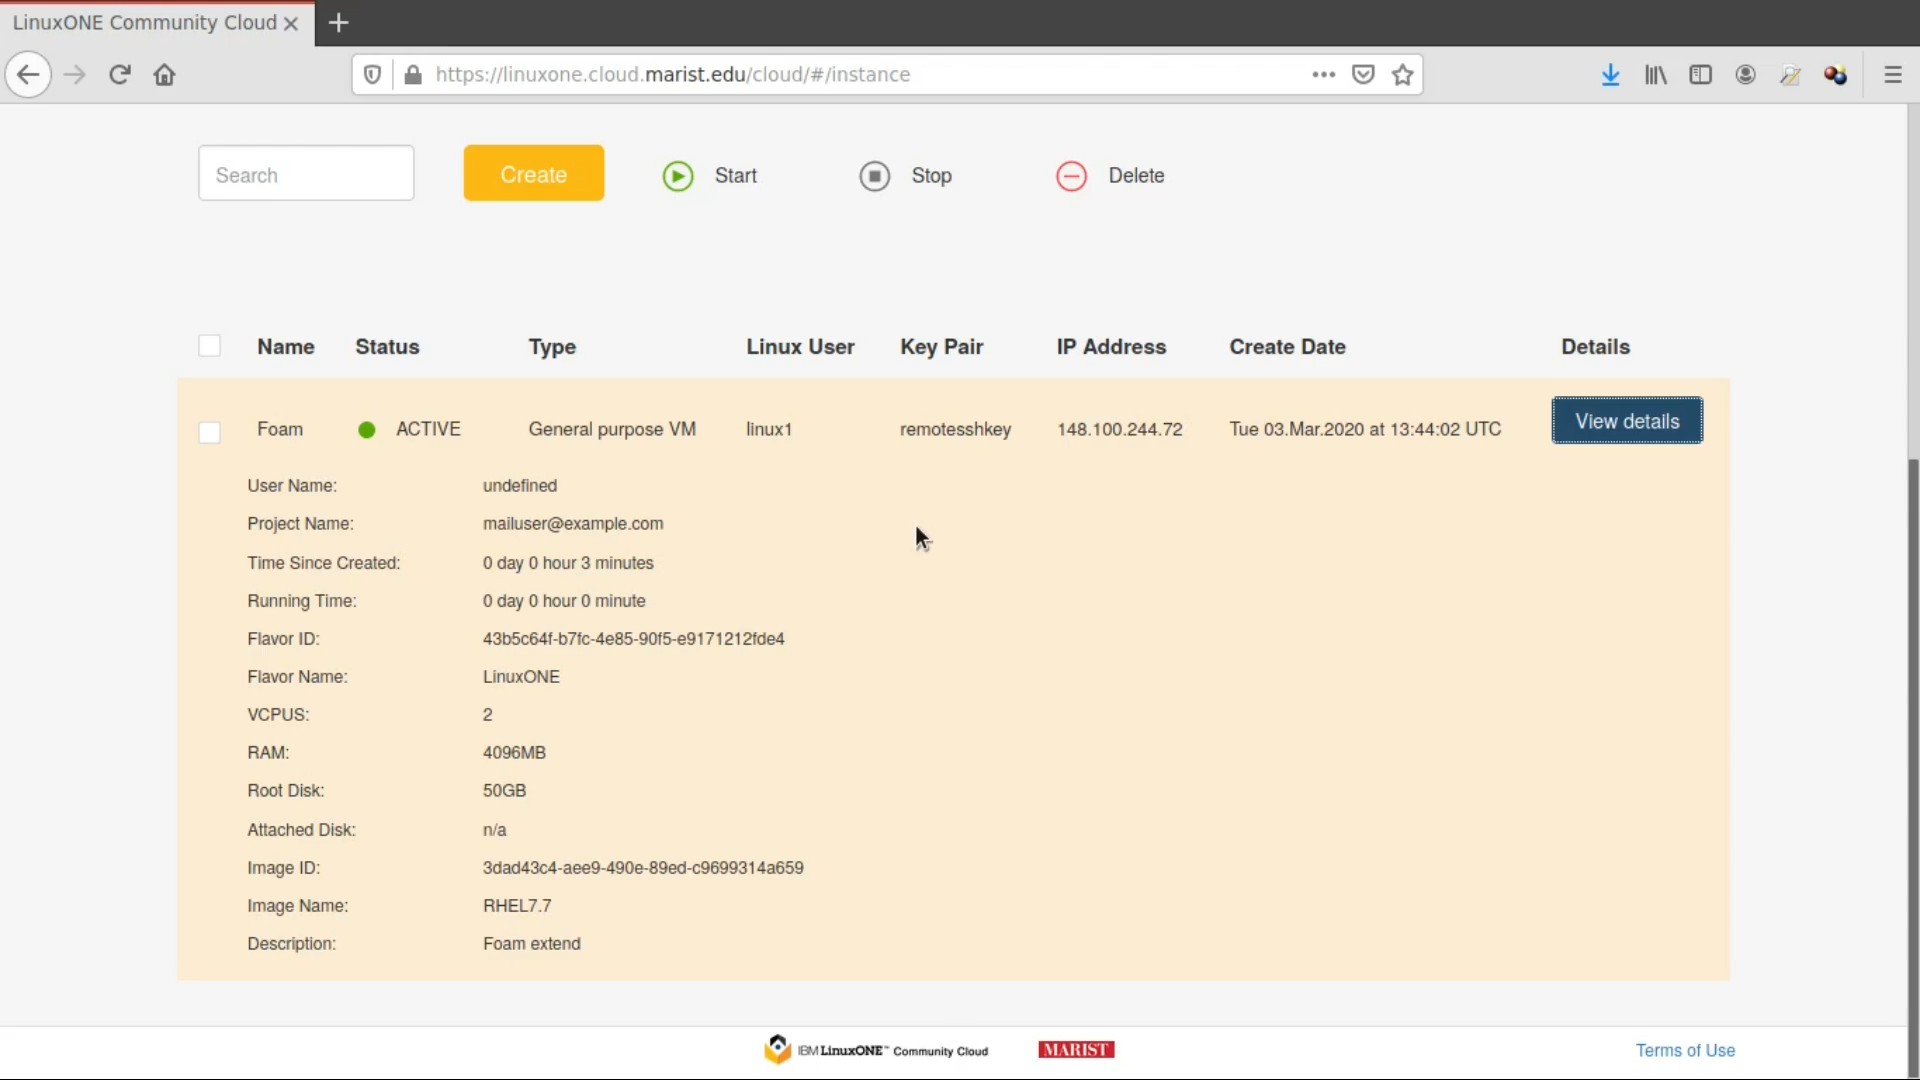 LinuxONE Community Cloud
https://linuxone.cloud.marist.edu/cloud/#/instance
Search
Create
Start
Stop
Delete
Name Status Type Linux User Key Pair IP Address Create Date Details
Foam ACTIVE General purpose VM linux1 remotesshkey 148.100.244.72 Tue 03.Mar.2020 at 13:44:02 UTC View details
User Name: undefined
Project Name: mailuser@example.com
Time Since Created: 0 day 0 hour 3 minutes
Running Time: 0 day 0 hour 0 minute
Flavor ID: 43b5c64f-b7fc-4e85-90f5-e9171212fde4
Flavor Name: LinuxONE
VCPUS: 2
RAM: 4096MB
Root Disk: 50GB
Attached Disk: n/a
Image ID: 3dad43c4-aee9-490e-89ed-c9699314a659
Image Name: RHEL7.7
Description: Foam extend
IBM LinuxONE™ Community Cloud
MARIST
Terms of Use